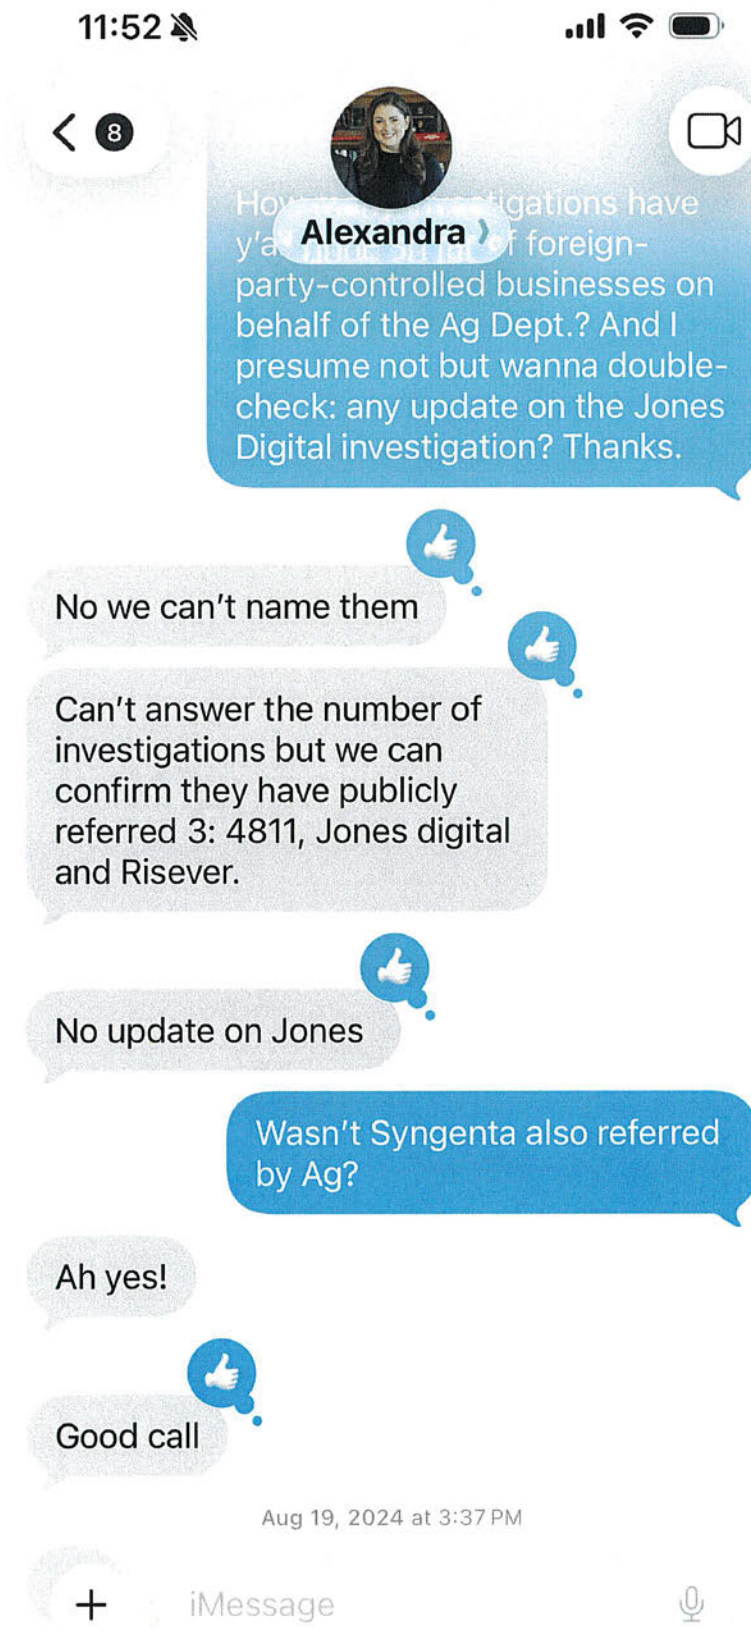 11:52
8
Alexandra
How
y'a
foreign-
party-controlled businesses on
behalf of the Ag Dept.? And I
presume not but wanna double-
check: any update on the Jones
Digital investigation? Thanks.
No we can't name them
Can't answer the number of
investigations but we can
confirm they have publicly
referred 3: 4811, Jones digital
and Risever.
No update on Jones
Wasn't Syngenta also referred
by Ag?
Ah yes!
Good call
Aug 19, 2024 at 3:37 PM
iMessage